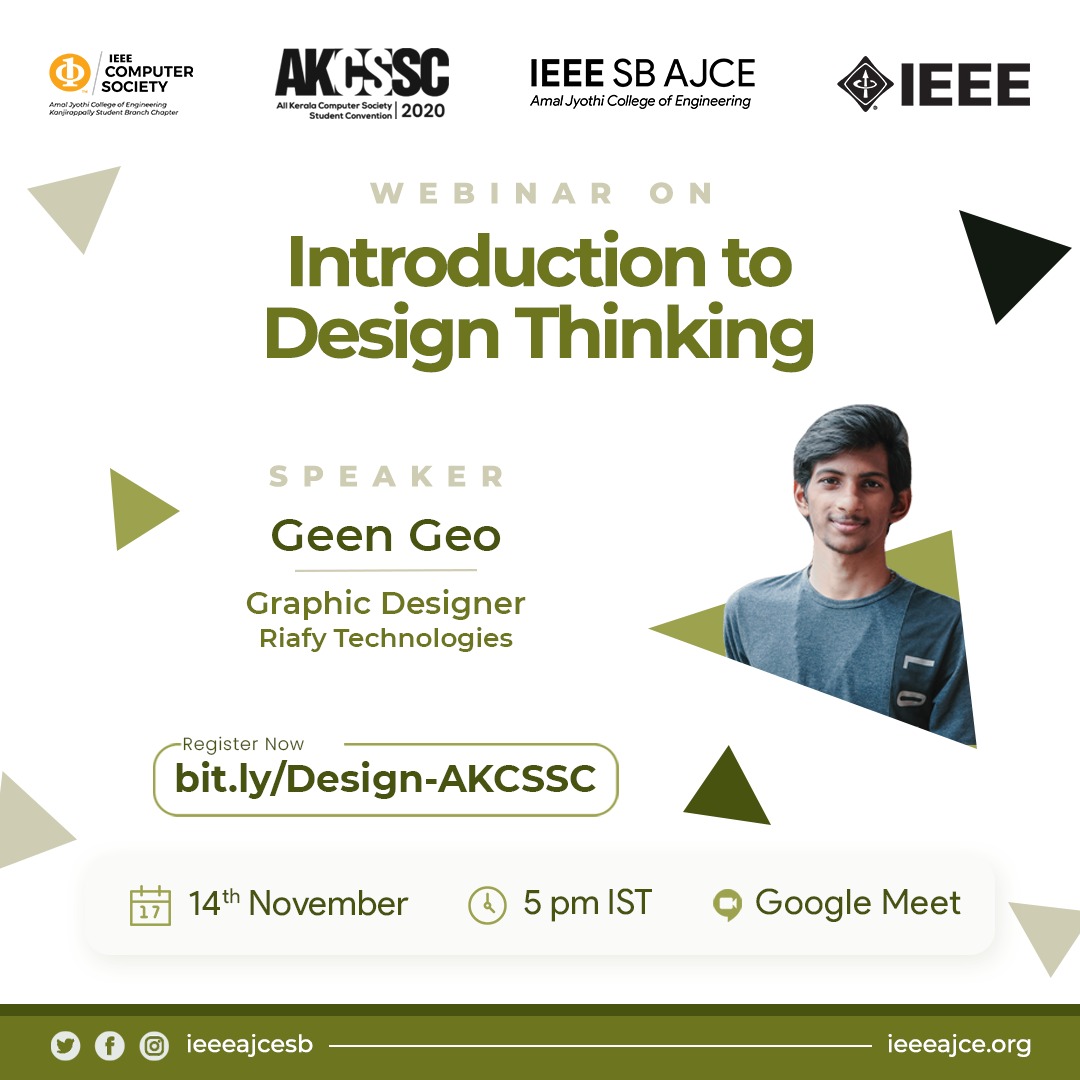 IEEE
COMPUTER
SOCIETY
Amal Jyothi College of Engineering
Kanjirappally Student Branch Chapter
AKCSSC
All Kerala Computer Society
Student Convention
2020
IEEE SB AJCE
Amal Jyothi College of Engineering
IEEE
WEBINAR ON
Introduction to
Design Thinking
SPEAKER
Geen Geo
Graphic Designer
Riafy Technologies
LO
Register Now
bit.ly/Design-AKCSSC
17
14th November
5 pm IST
Google Meet
ieeeajcesb
ieeeajce.org